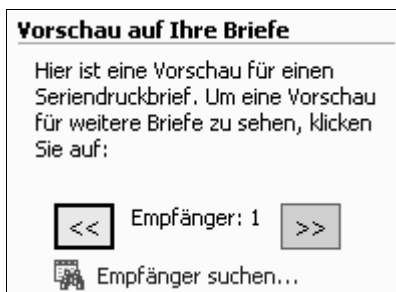 Vorschau auf Ihre Briefe
Hier ist eine Vorschau für einen
Seriendruckbrief. Um eine Vorschau
für weitere Briefe zu sehen, klicken
Sie auf:
<< Empfänger: 1 >>
Empfänger suchen...